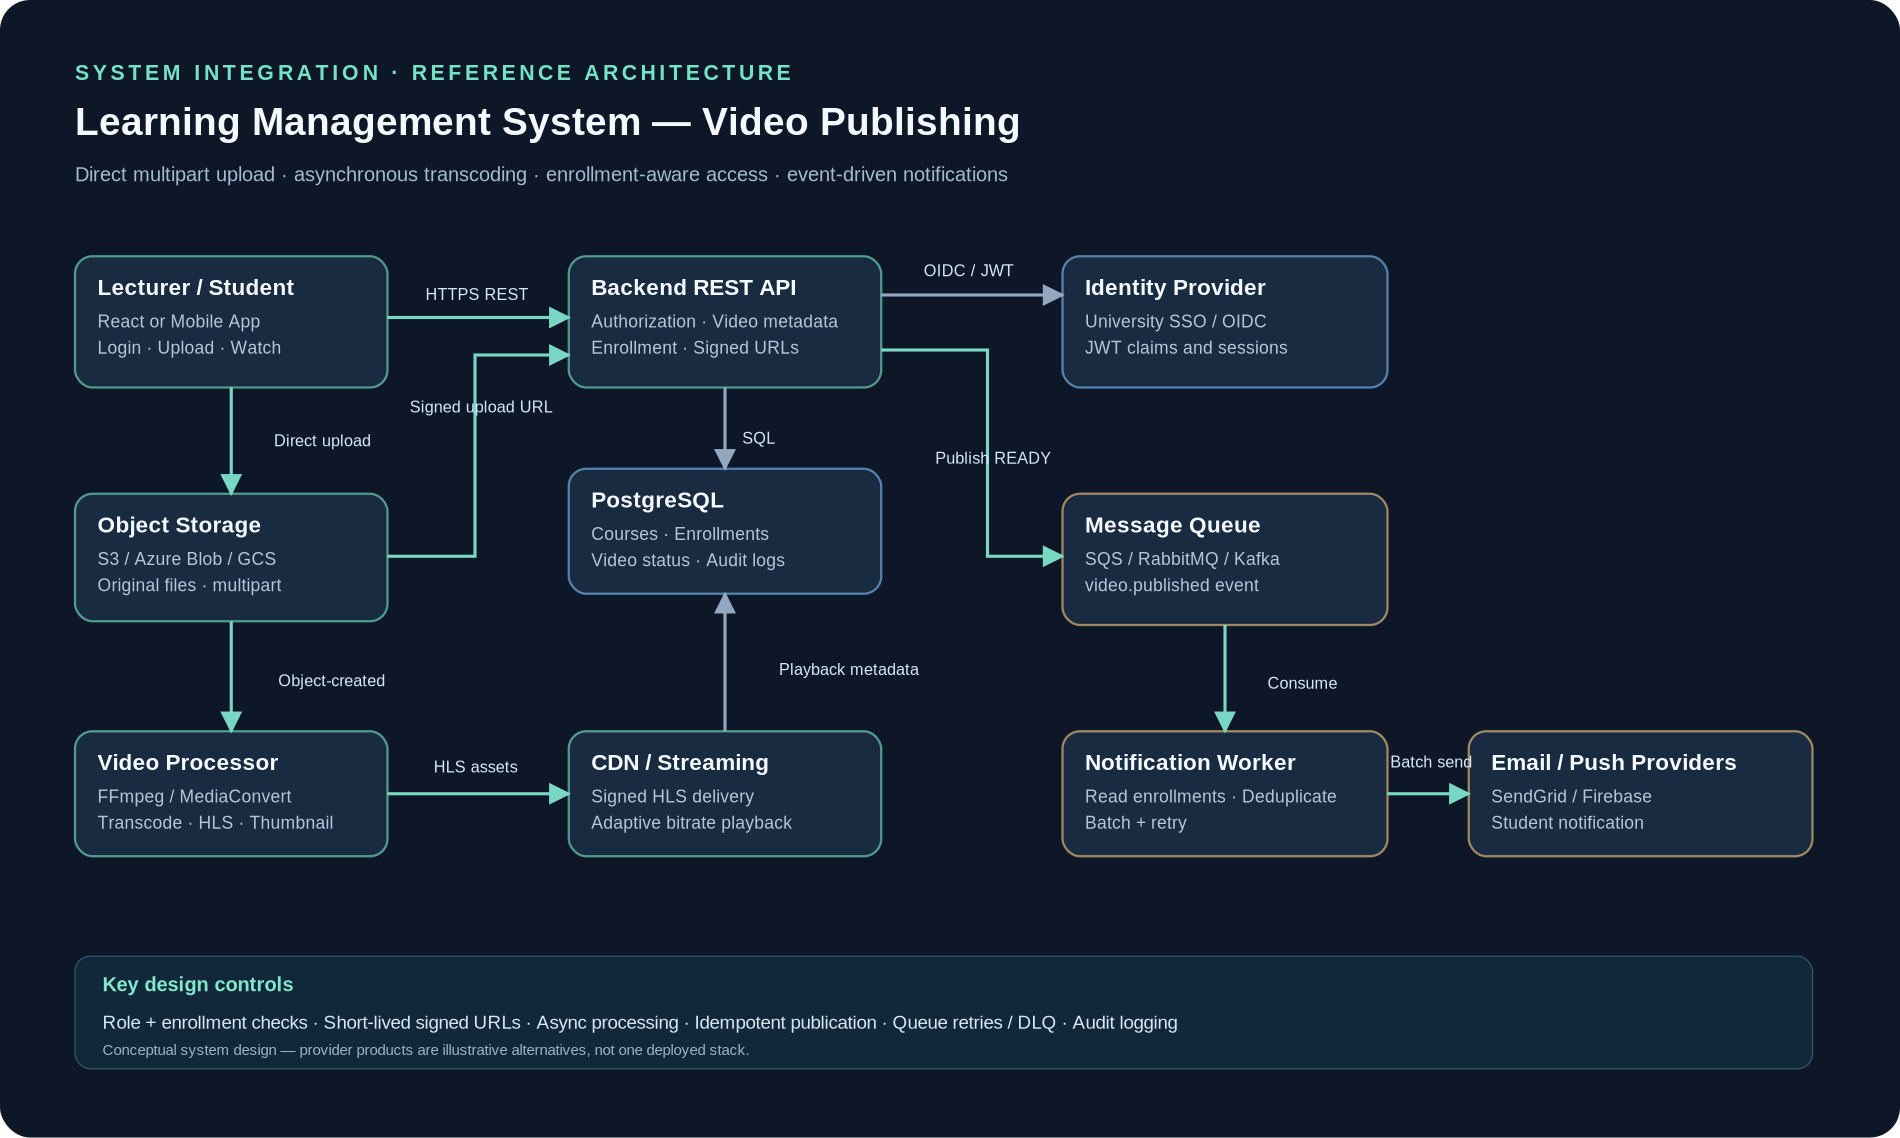 SYSTEM INTEGRATION · REFERENCE ARCHITECTURE
Learning Management System — Video Publishing
Direct multipart upload · asynchronous transcoding · enrollment-aware access · event-driven notifications
Lecturer / Student
React or Mobile App
Login · Upload · Watch
HTTPS REST
Backend REST API
Authorization · Video metadata
Enrollment · Signed URLs
OIDC / JWT
Identity Provider
University SSO / OIDC
JWT claims and sessions
Direct upload
Signed upload URL
SQL
Publish READY
Object Storage
S3 / Azure Blob / GCS
Original files · multipart
PostgreSQL
Courses · Enrollments
Video status · Audit logs
Message Queue
SQS / RabbitMQ / Kafka
video.published event
Object-created
Playback metadata
Consume
Video Processor
FFmpeg / MediaConvert
Transcode · HLS · Thumbnail
HLS assets
CDN / Streaming
Signed HLS delivery
Adaptive bitrate playback
Notification Worker
Read enrollments · Deduplicate
Batch + retry
Batch send
Email / Push Providers
SendGrid / Firebase
Student notification
Key design controls
Role + enrollment checks · Short-lived signed URLs · Async processing · Idempotent publication · Queue retries / DLQ · Audit logging
Conceptual system design — provider products are illustrative alternatives, not one deployed stack.